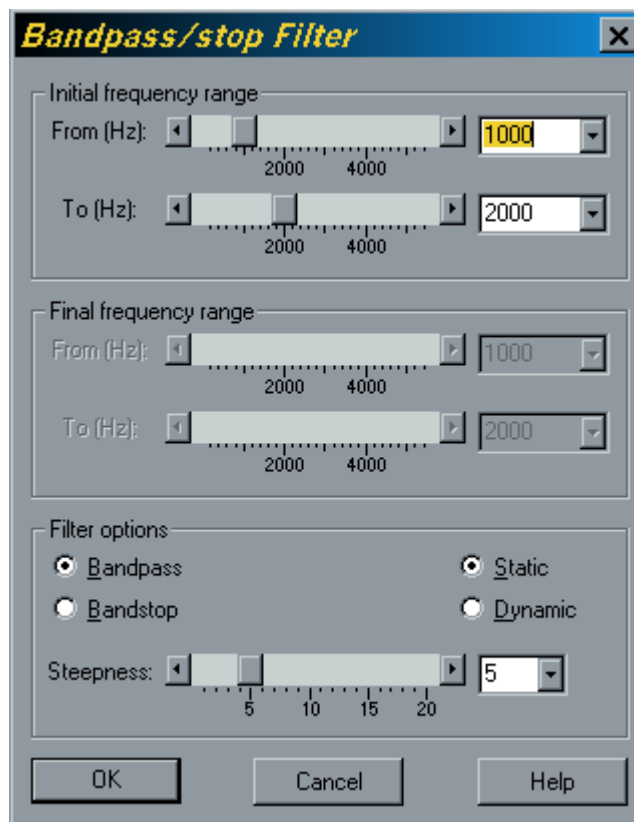 Bandpass/stop Filter
Initial frequency range
From (Hz): 1000
2000 4000
To (Hz): 2000
2000 4000
Final frequency range
From (Hz): 1000
2000 4000
To (Hz): 2000
2000 4000
Filter options
Bandpass Static
Bandstop Dynamic
Steepness: 5
5 10 15 20
OK Cancel Help